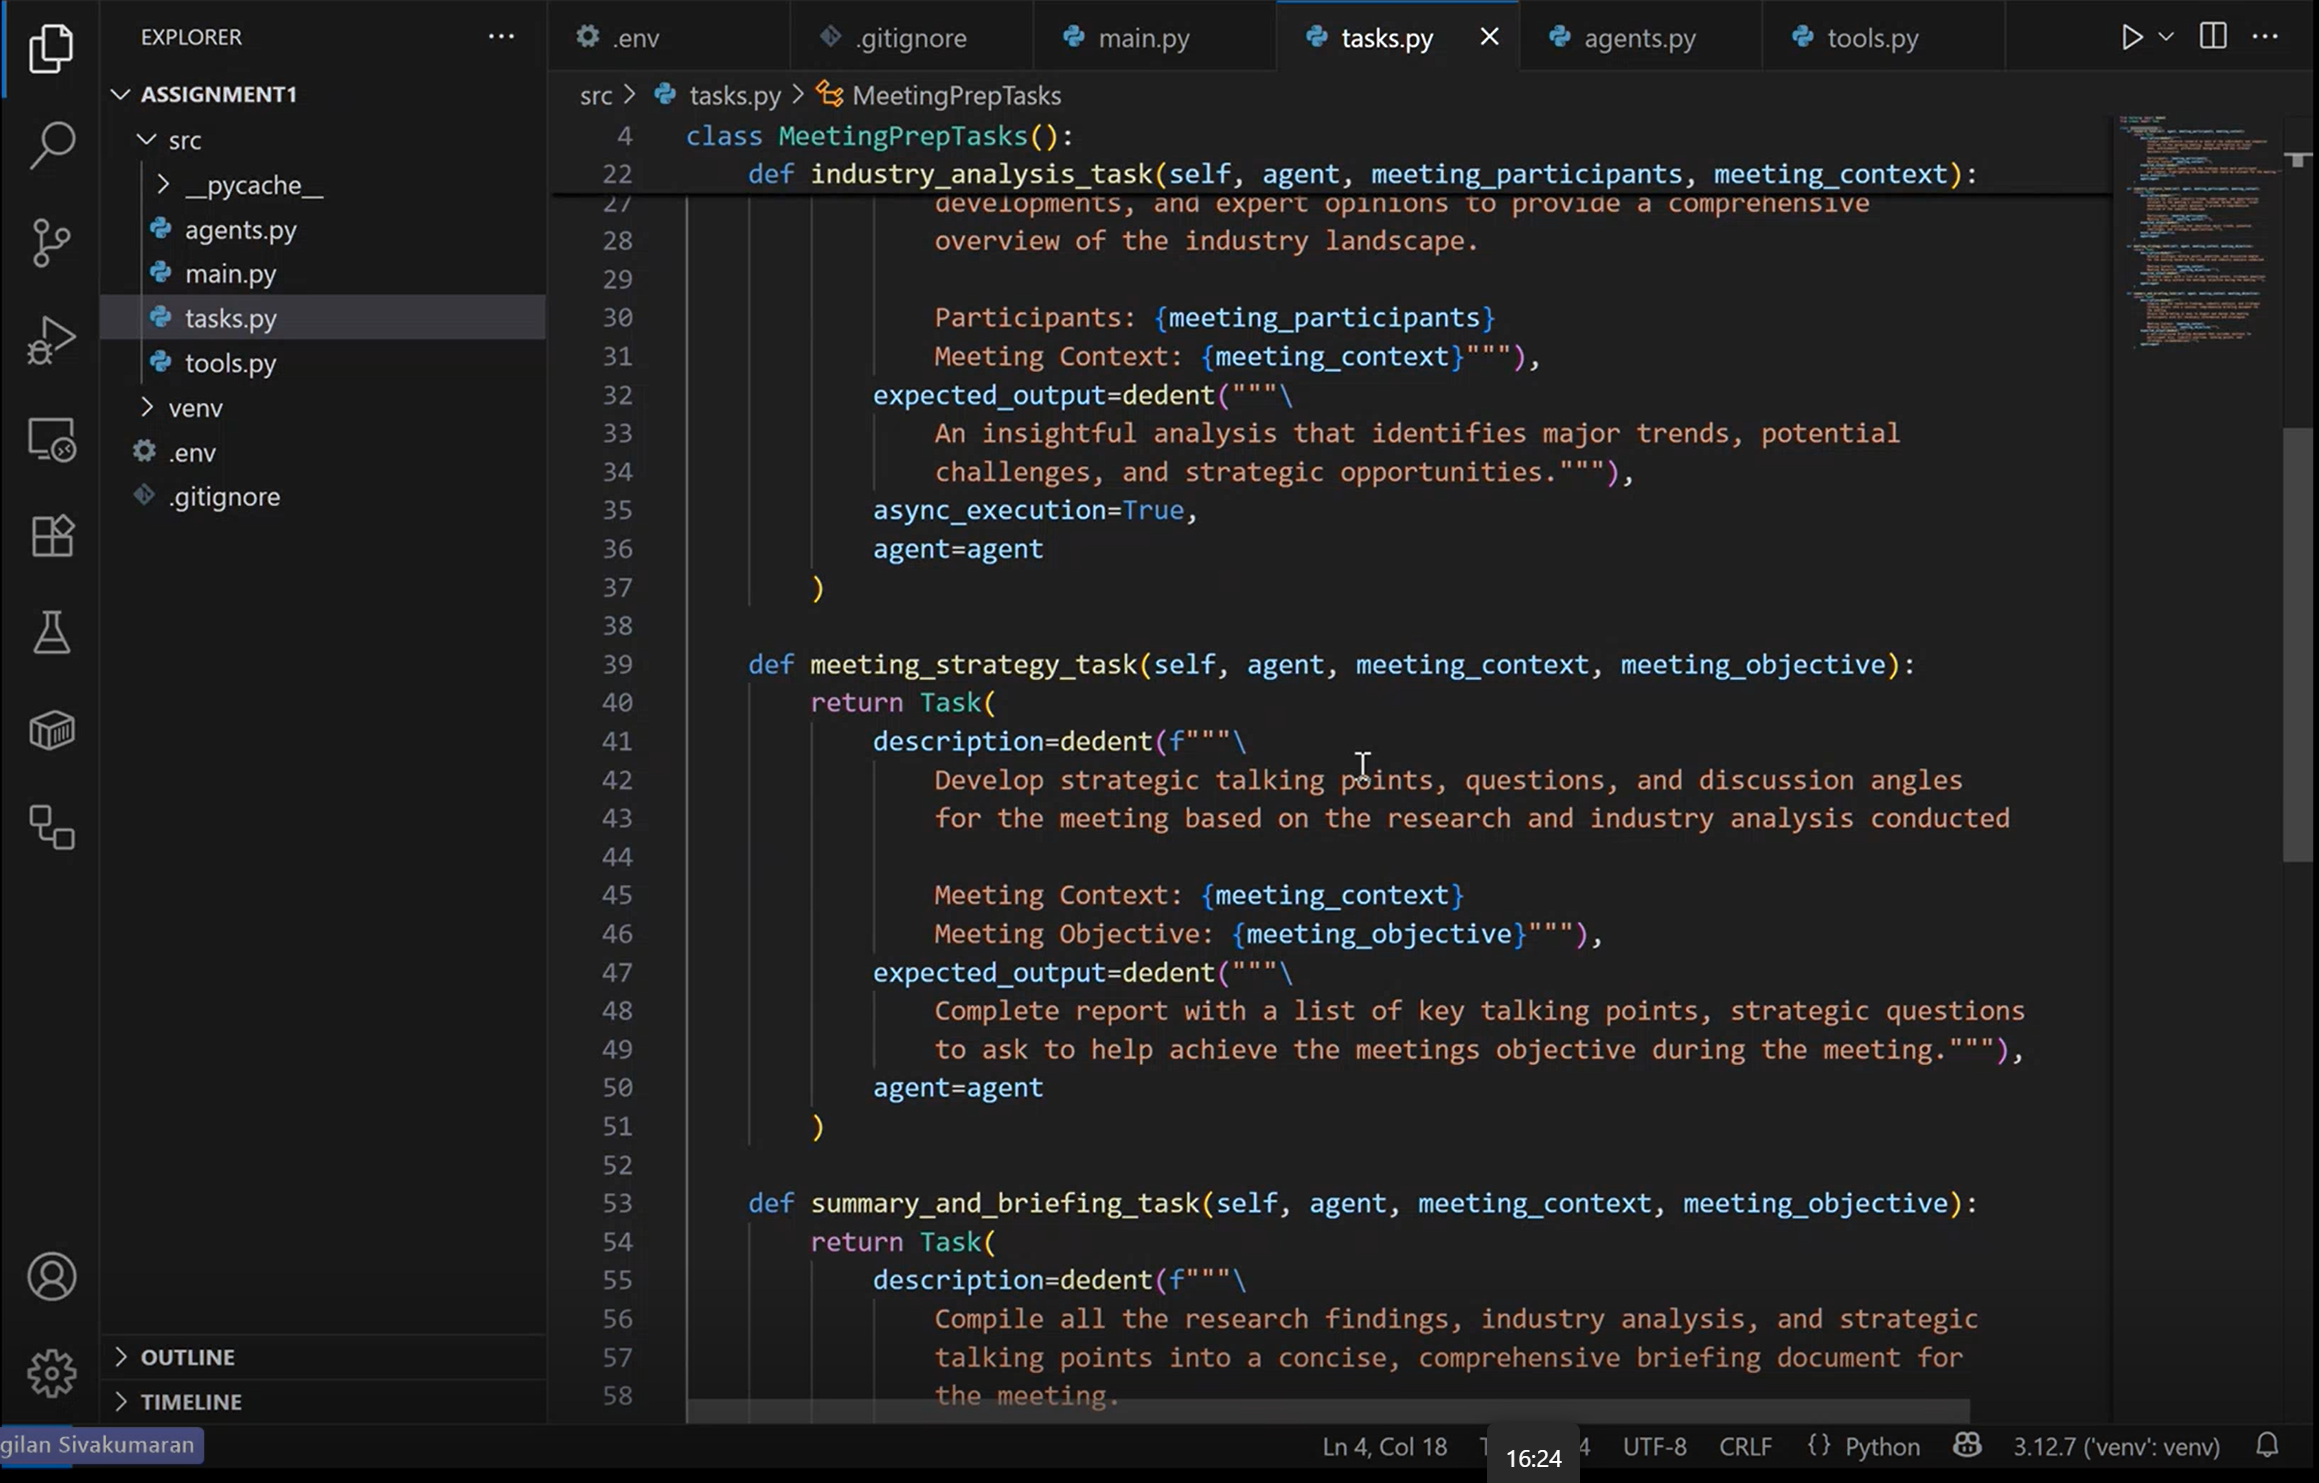 EXPLORER
ASSIGNMENT1
src
__pycache__
agents.py
main.py
tasks.py
tools.py
venv
.env
.gitignore
OUTLINE
TIMELINE
.env
.gitignore
main.py
tasks.py
agents.py
tools.py
src > tasks.py > MeetingPrepTasks
4 class MeetingPrepTasks():
22 def industry_analysis_task(self, agent, meeting_participants, meeting_context):
27 developments, and expert opinions to provide a comprehensive
28 overview of the industry landscape.
29
30 Participants: {meeting_participants}
31 Meeting Context: {meeting_context}"""),
32 expected_output=dedent("""\
33 An insightful analysis that identifies major trends, potential
34 challenges, and strategic opportunities."""),
35 async_execution=True,
36 agent=agent
37 )
38
39 def meeting_strategy_task(self, agent, meeting_context, meeting_objective):
40 return Task(
41 description=dedent(f"""\
42 Develop strategic talking points, questions, and discussion angles
43 for the meeting based on the research and industry analysis conducted
44
45 Meeting Context: {meeting_context}
46 Meeting Objective: {meeting_objective}"""),
47 expected_output=dedent("""\
48 Complete report with a list of key talking points, strategic questions
49 to ask to help achieve the meetings objective during the meeting."""),
50 agent=agent
51 )
52
53 def summary_and_briefing_task(self, agent, meeting_context, meeting_objective):
54 return Task(
55 description=dedent(f"""\
56 Compile all the research findings, industry analysis, and strategic
57 talking points into a concise, comprehensive briefing document for
58 the meeting.
gilan Sivakumaran
Ln 4, Col 18
4 UTF-8 CRLF {} Python 3.12.7 ('venv': venv)
16:24